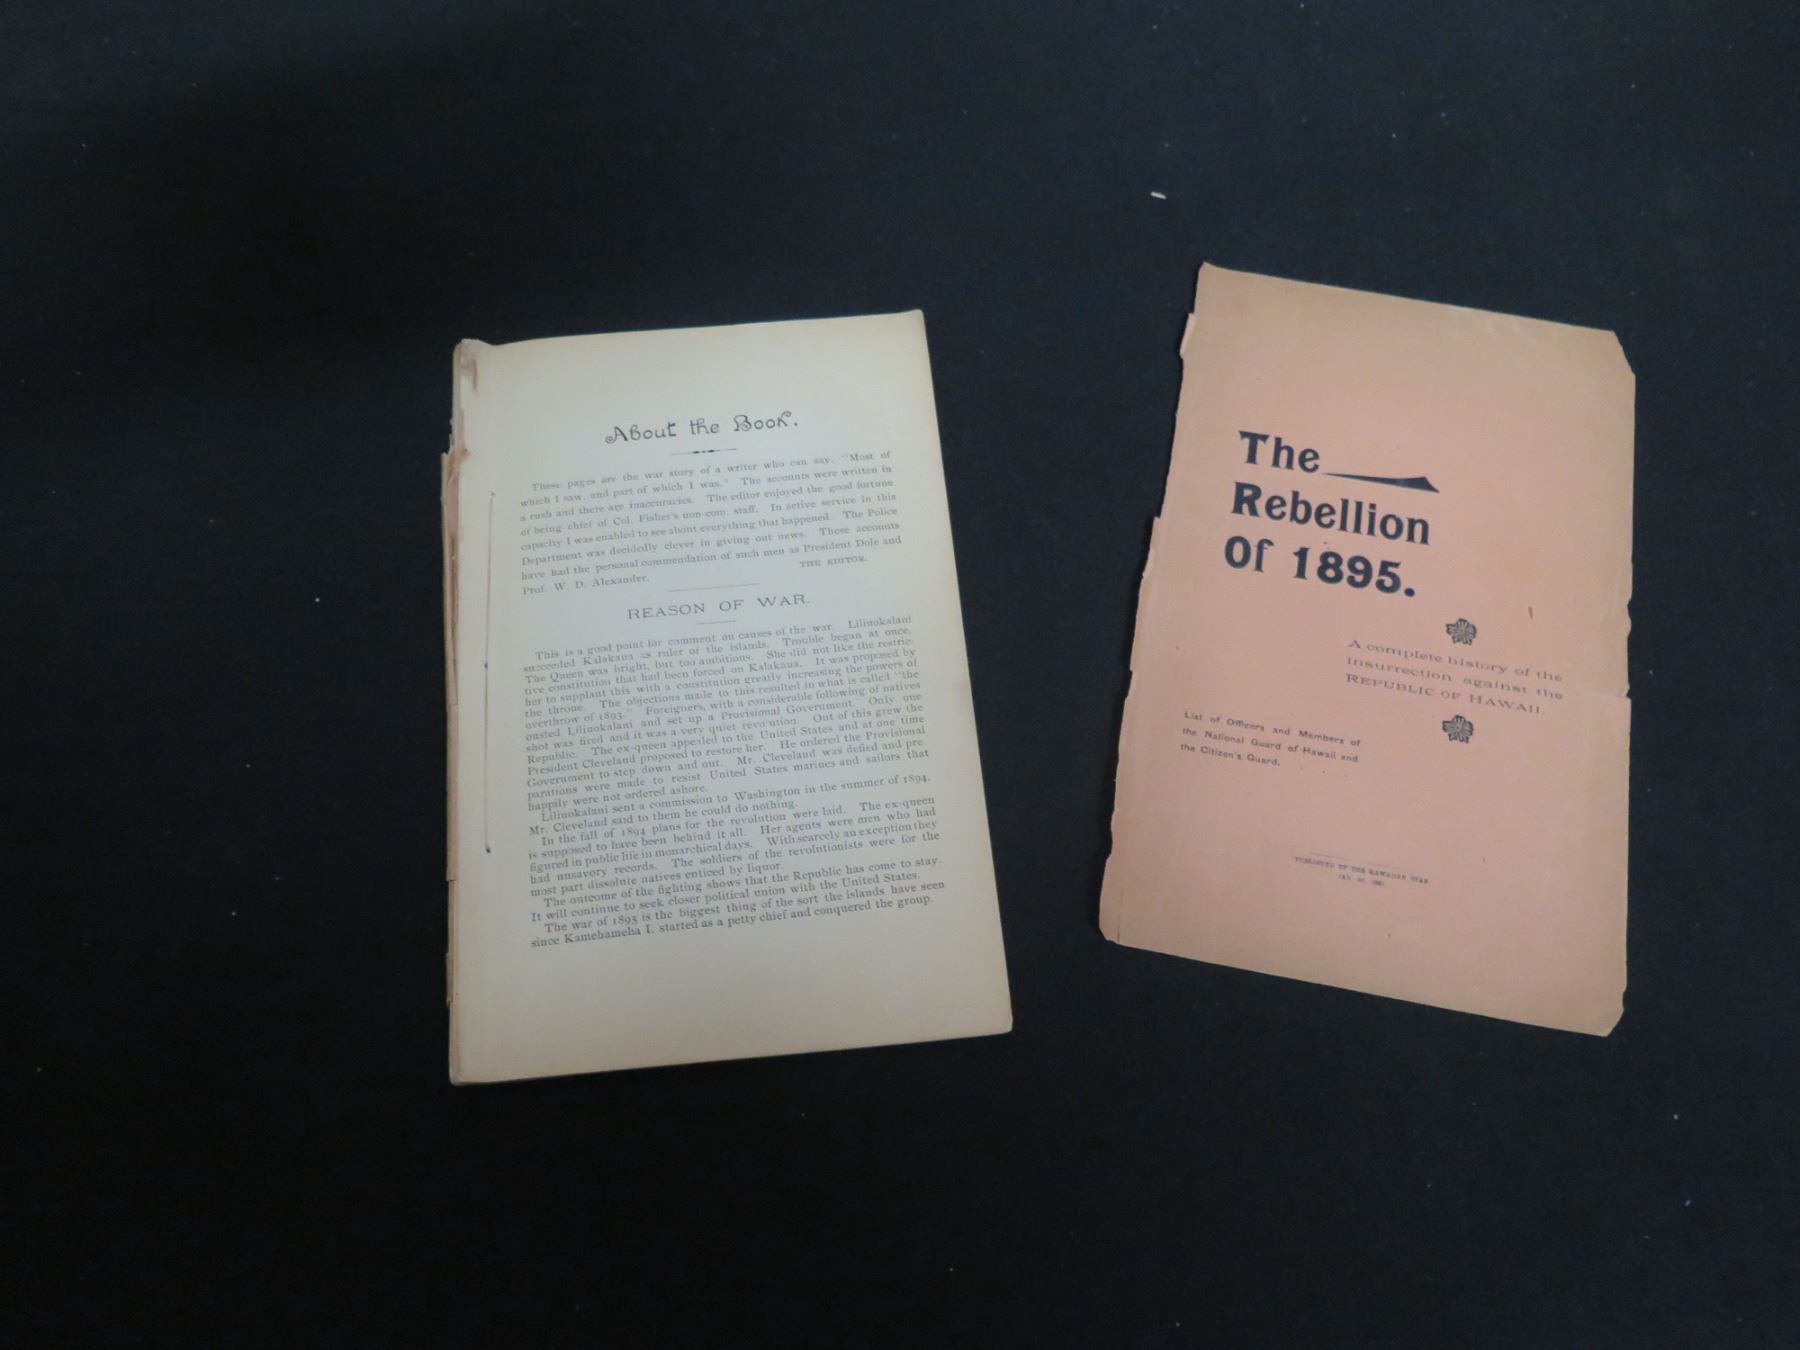 About the Book.
These pages are the war story of a writer who can say, "Most of
which I saw, and part of which I was." The accounts were written in
a rush and there are inaccuracies. The editor enjoyed the good fortune
of being chief of Col. Fisher's non-com. staff. In active service in this
capacity I was enabled to see about everything that happened. The Police
Department was decidedly clever in giving out news. These accounts
have had the personal commendation of such men as President Dole and
Prof. W. D. Alexander.
THE EDITOR.
REASON OF WAR.
This is a good point for comment on causes of the war. Liliuokalani
succeeded Kalakaua as ruler of the islands. Trouble began at once.
The Queen was bright, but too ambitious. She did not like the restric-
tive constitution that had been forced on Kalakaua. It was proposed by
her to supplant this with a constitution greatly increasing the powers of
the throne. The objections made to this resulted in what is called "the
overthrow of 1893." Foreigners, with a considerable following of natives
ousted Liliuokalani and set up a Provisional Government. Only one
shot was fired and it was a very quiet revolution. Out of this grew the
Republic. The ex-queen appealed to the United States and at one time
President Cleveland proposed to restore her. He ordered the Provisional
Government to step down and out. Mr. Cleveland was defied and pre-
parations were made to resist United States marines and sailors that
happily were not ordered ashore.
Liliuokalani sent a commission to Washington in the summer of 1894.
Mr. Cleveland said to them he could do nothing.
In the fall of 1894 plans for the revolution were laid. The ex-queen
is supposed to have been behind it all. Her agents were men who had
figured in public life in monarchical days. With scarcely an exception they
had unsavory records. The soldiers of the revolutionists were for the
most part dissolute natives enticed by liquor.
The outcome of the fighting shows that the Republic has come to stay.
It will continue to seek closer political union with the United States.
The war of 1895 is the biggest thing of the sort the islands have seen
since Kamehameha I. started as a petty chief and conquered the group.
The
Rebellion
Of 1895.
A complete history of the
insurrection against the
REPUBLIC OF HAWAII.
List of Officers and Members of
the National Guard of Hawaii and
the Citizen's Guard.
PUBLISHED BY THE HAWAIIAN STAR